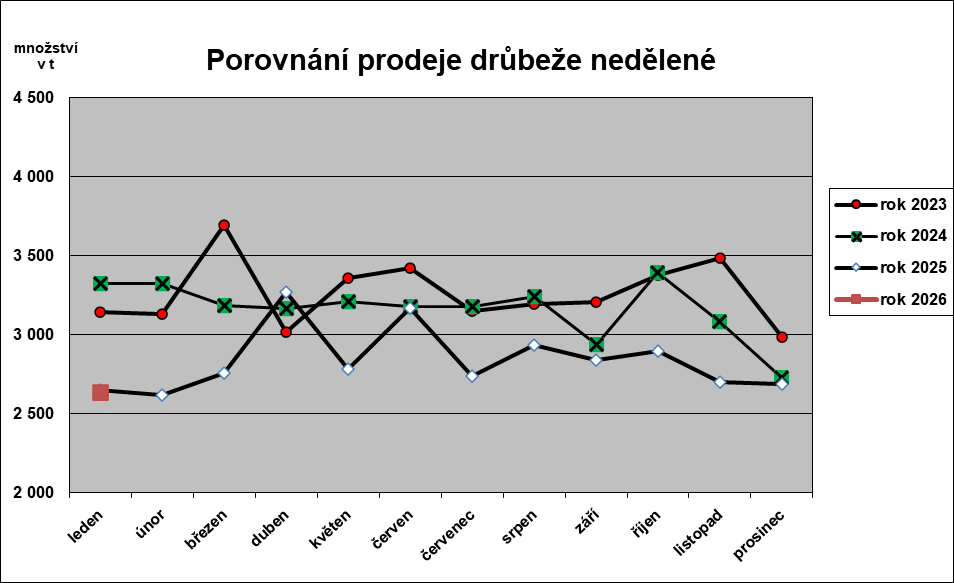 množství
v t
Porovnání prodeje drůbeže nedělené
4 500
4 000
3 500
3 000
2 500
2 000
leden
únor
březen
duben
květen
červen
červenec
srpen
září
říjen
listopad
prosinec
rok 2023
rok 2024
rok 2025
rok 2026